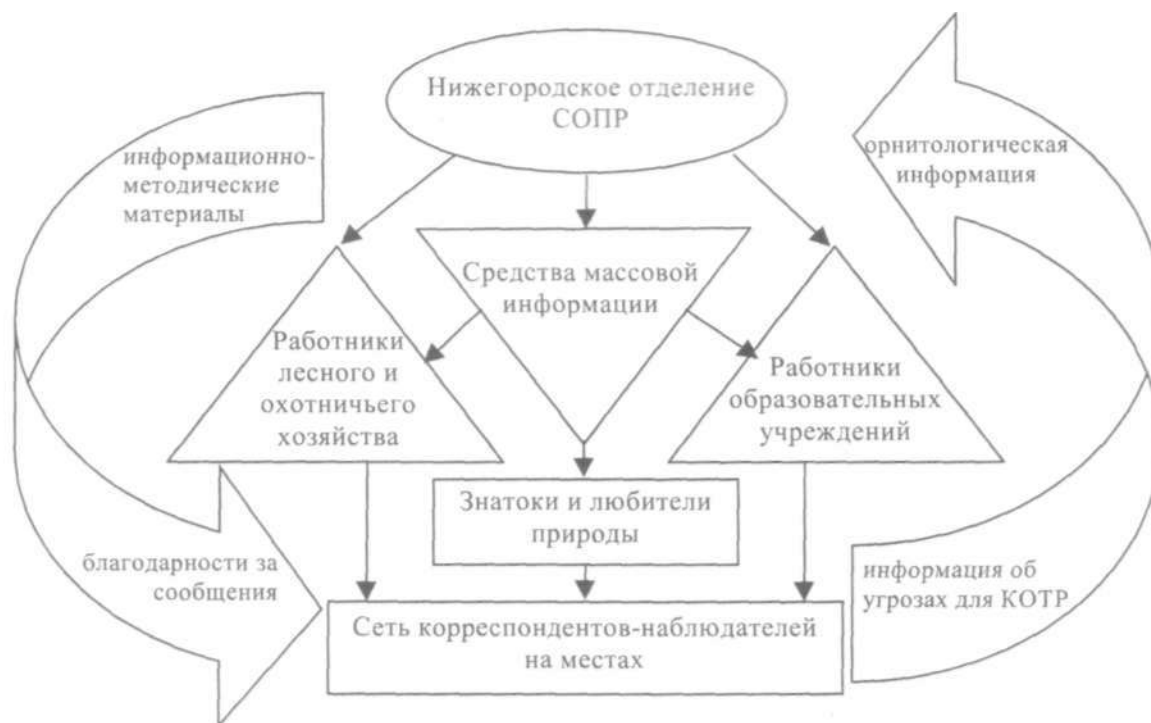 Нижегородское отделение
СОПР
информационно-
методические
материалы
орнитологическая
информация
Средства массовой
информации
Работники
лесного и
охотничьего
хозяйства
Работники
образовательных
учреждений
Знатоки и любители
природы
благодарности за
сообщения
информация об
угрозах для КОТР
Сеть корреспондентов-наблюдателей
на местах